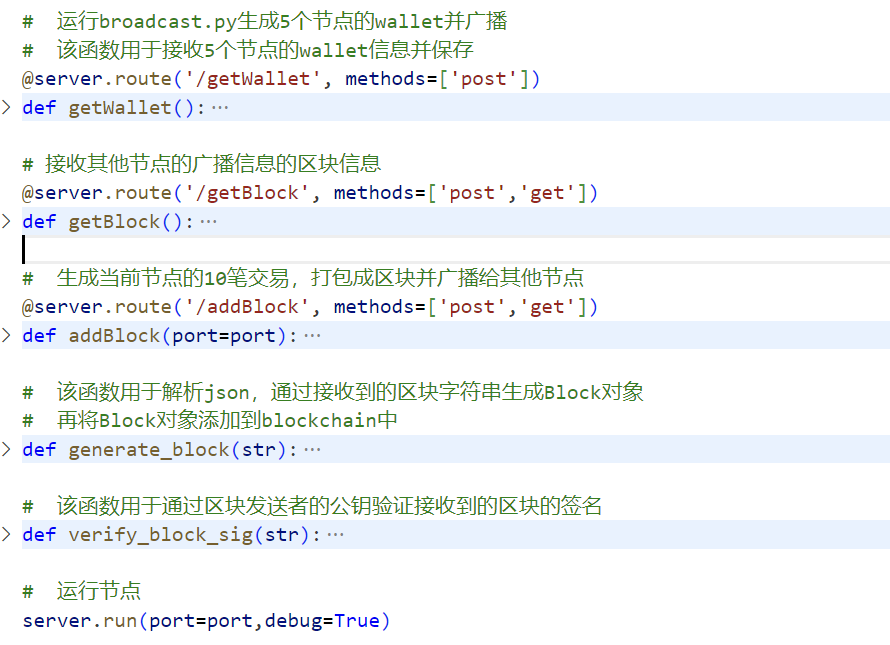 #  运行broadcast.py生成5个节点的wallet并广播
#  该函数用于接收5个节点的wallet信息并保存
@server.route('/getWallet', methods=['post'])
def getWallet():…
# 接收其他节点的广播信息的区块信息
@server.route('/getBlock', methods=['post','get'])
def getBlock():…
#  生成当前节点的10笔交易，打包成区块并广播给其他节点
@server.route('/addBlock', methods=['post','get'])
def addBlock(port=port):…
#  该函数用于解析json，通过接收到的区块字符串生成Block对象
#  再将Block对象添加到blockchain中
def generate_block(str):…
#  该函数用于通过区块发送者的公钥验证接收到的区块的签名
def verify_block_sig(str):…
#  运行节点
server.run(port=port,debug=True)